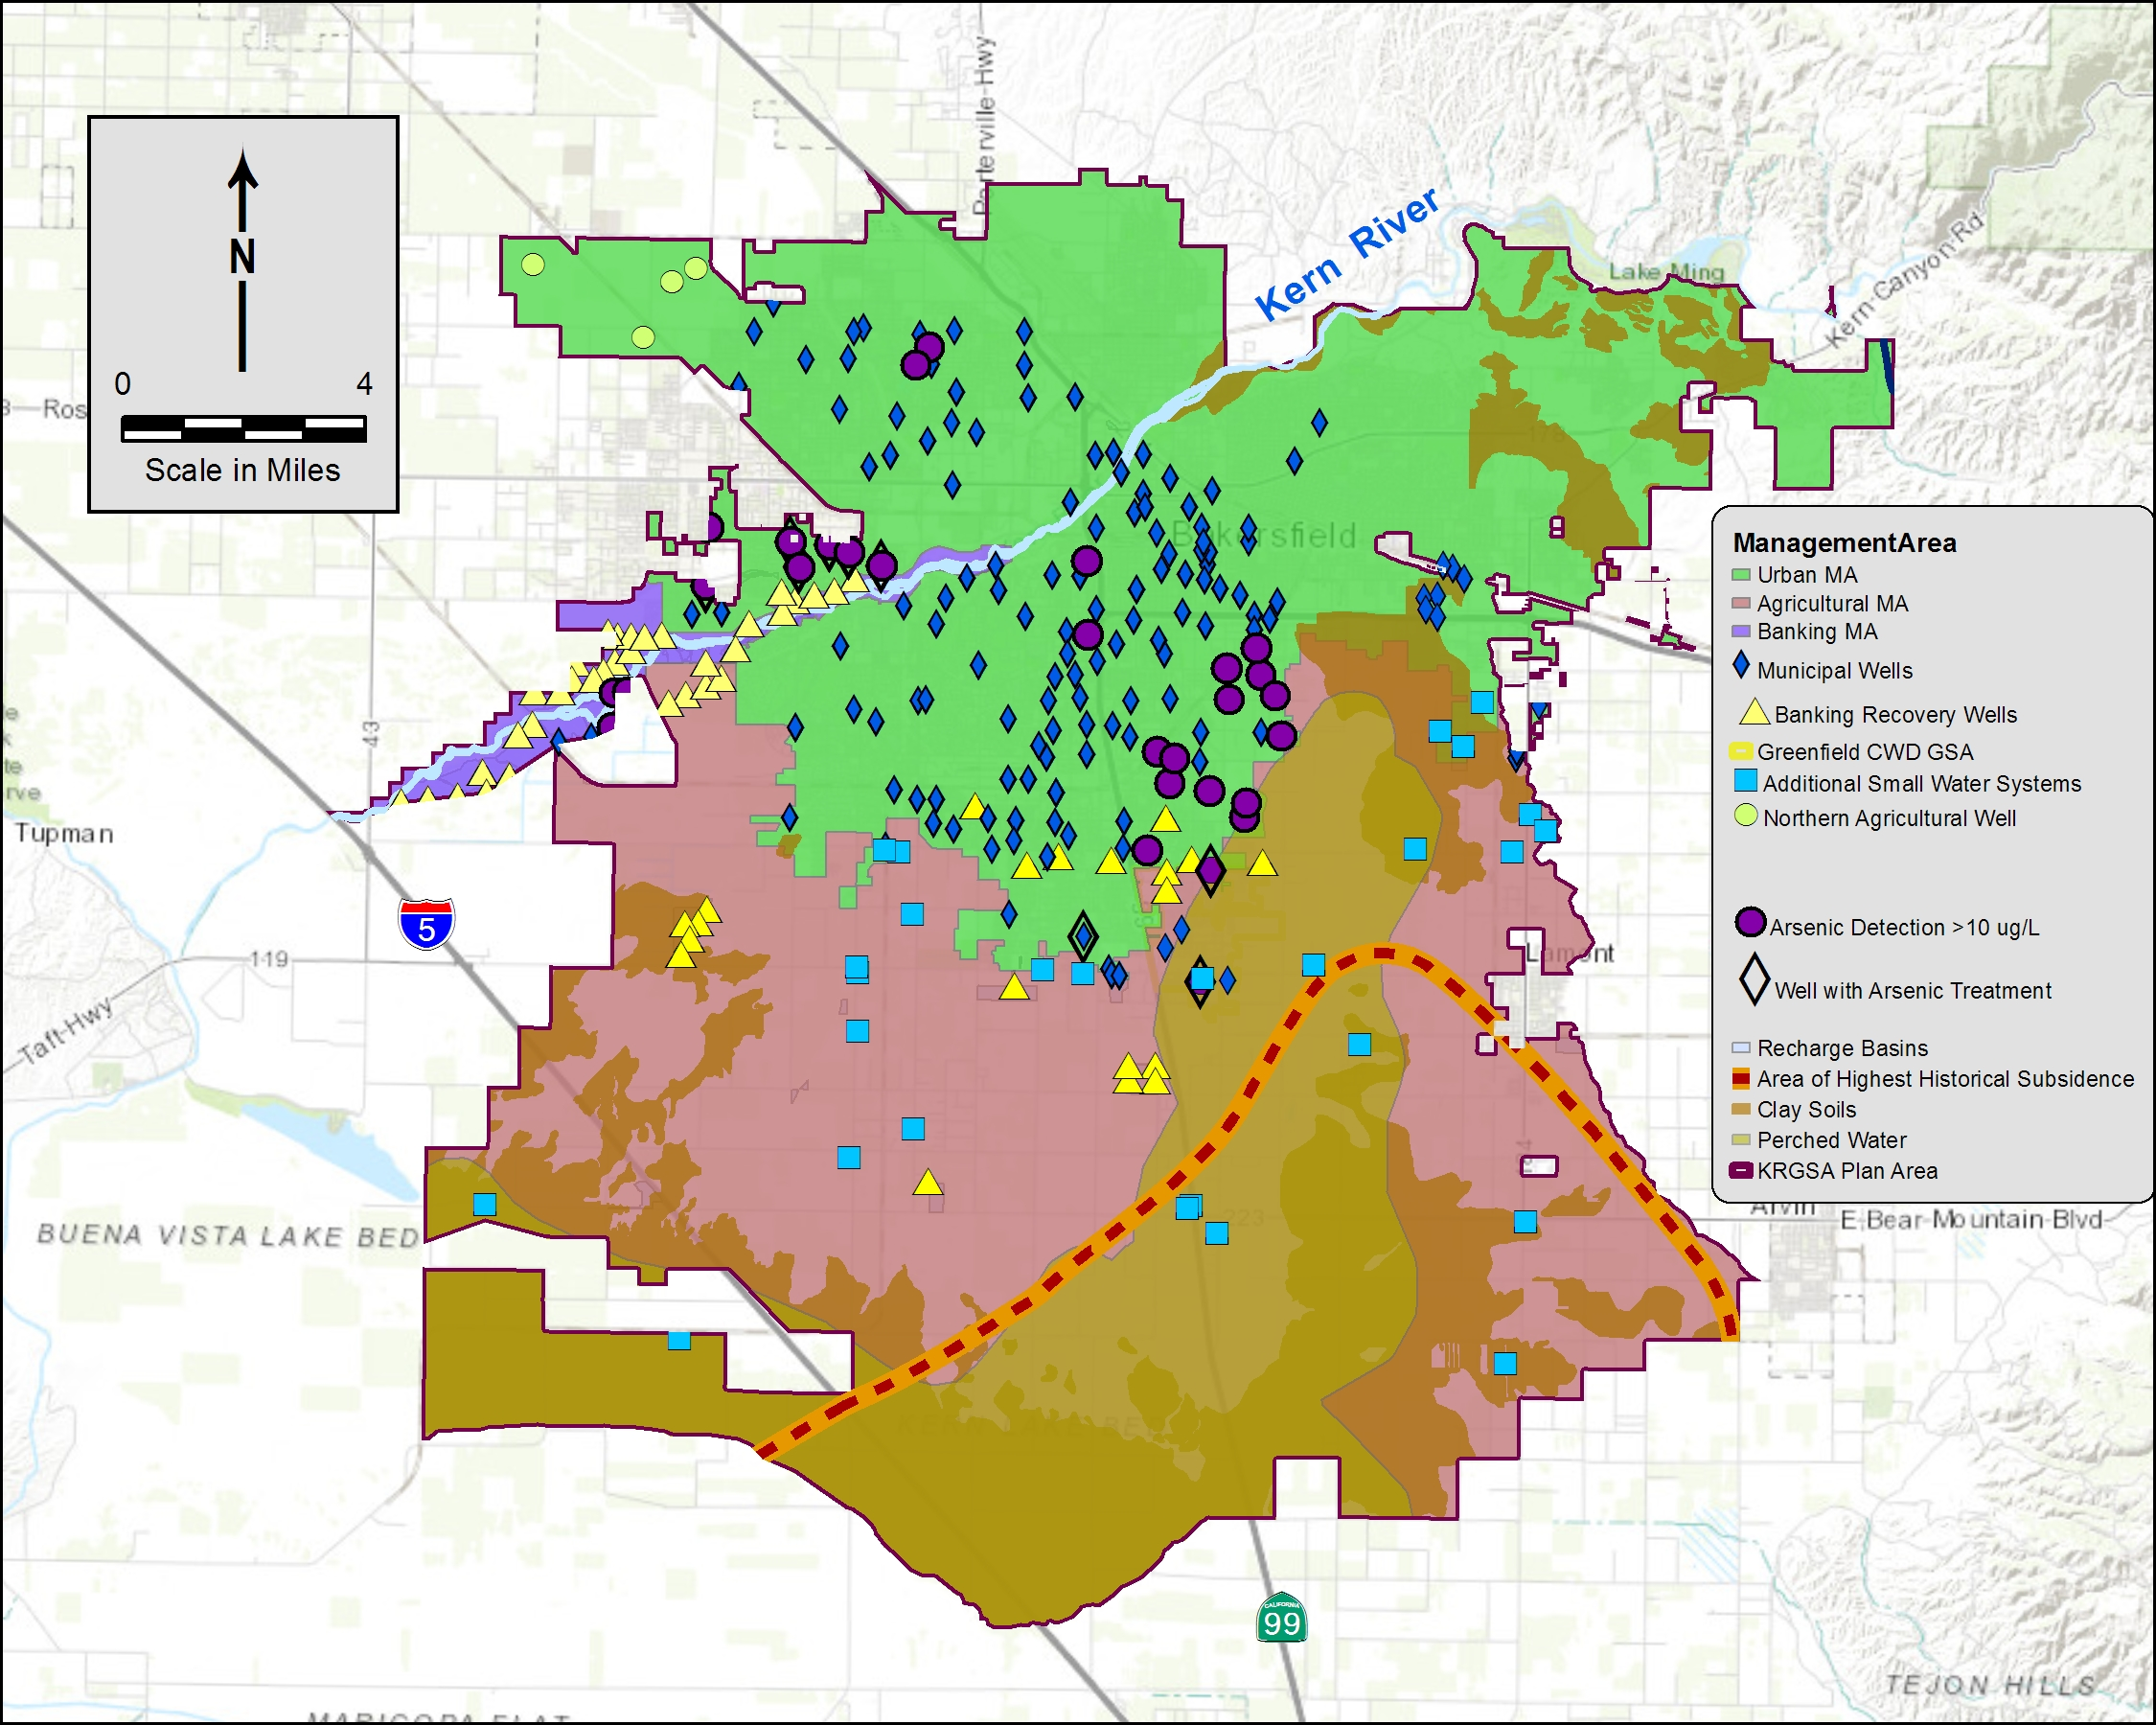 Porterville-Hwy
N
0 4
Scale in Miles
Kern River
Lake Ming
Kern-Canyon-Rd
178
Bakersfield
43
Tupman
5
119
Taft-Hwy
Lamont
BUENA VISTA LAKE BED
223
E-Bear-Mountain-Blvd
Arvin
CALIFORNIA
99
TEJON HILLS
MARICOPA FLAT
ManagementArea
Urban MA
Agricultural MA
Banking MA
Municipal Wells
Banking Recovery Wells
Greenfield CWD GSA
Additional Small Water Systems
Northern Agricultural Well
Arsenic Detection >10 ug/L
Well with Arsenic Treatment
Recharge Basins
Area of Highest Historical Subsidence
Clay Soils
Perched Water
KRGSA Plan Area